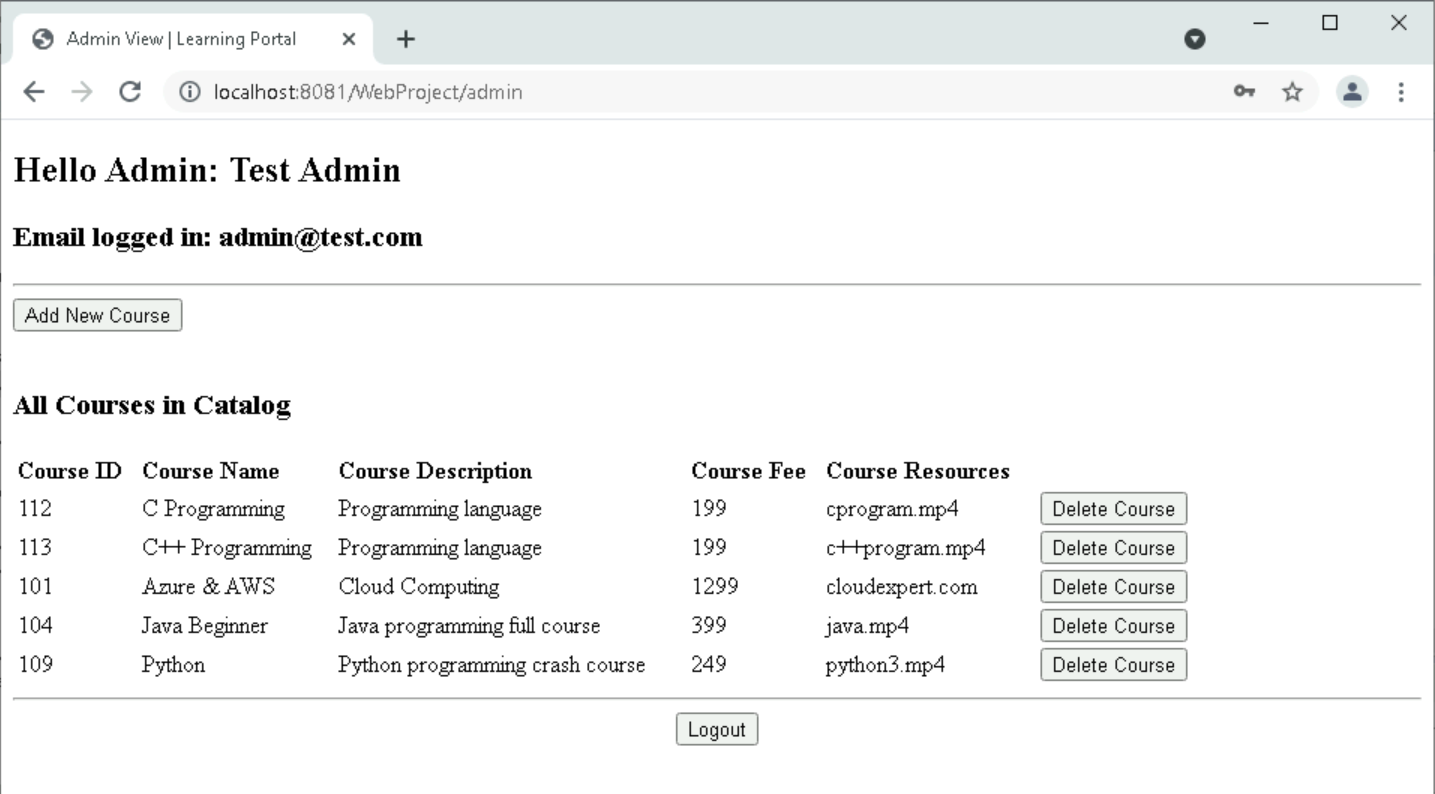 Admin View | Learning Portal
localhost:8081/WebProject/admin
Hello Admin: Test Admin
Email logged in: admin@test.com
Add New Course
All Courses in Catalog
Course ID Course Name Course Description Course Fee Course Resources
112 C Programming Programming language 199 cprogram.mp4 Delete Course
113 C++ Programming Programming language 199 c++program.mp4 Delete Course
101 Azure & AWS Cloud Computing 1299 cloudexpert.com Delete Course
104 Java Beginner Java programming full course 399 java.mp4 Delete Course
109 Python Python programming crash course 249 python3.mp4 Delete Course
Logout